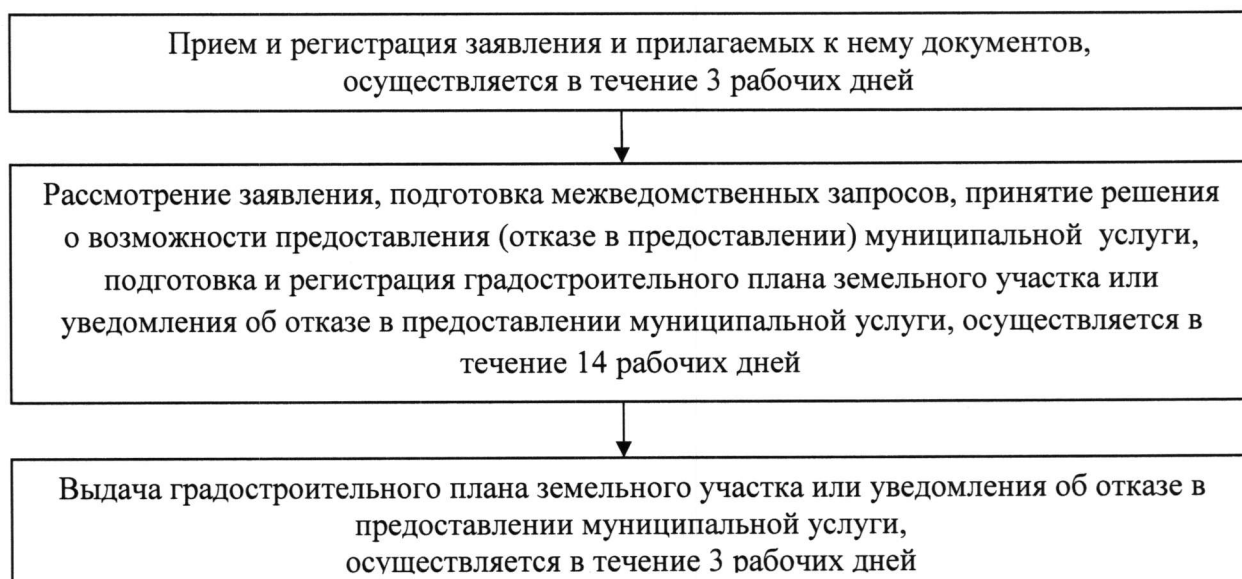 Прием и регистрация заявления и прилагаемых к нему документов,
осуществляется в течение 3 рабочих дней
Рассмотрение заявления, подготовка межведомственных запросов, принятие решения
о возможности предоставления (отказе в предоставлении) муниципальной услуги,
подготовка и регистрация градостроительного плана земельного участка или
уведомления об отказе в предоставлении муниципальной услуги, осуществляется в
течение 14 рабочих дней
Выдача градостроительного плана земельного участка или уведомления об отказе в
предоставлении муниципальной услуги,
осуществляется в течение 3 рабочих дней